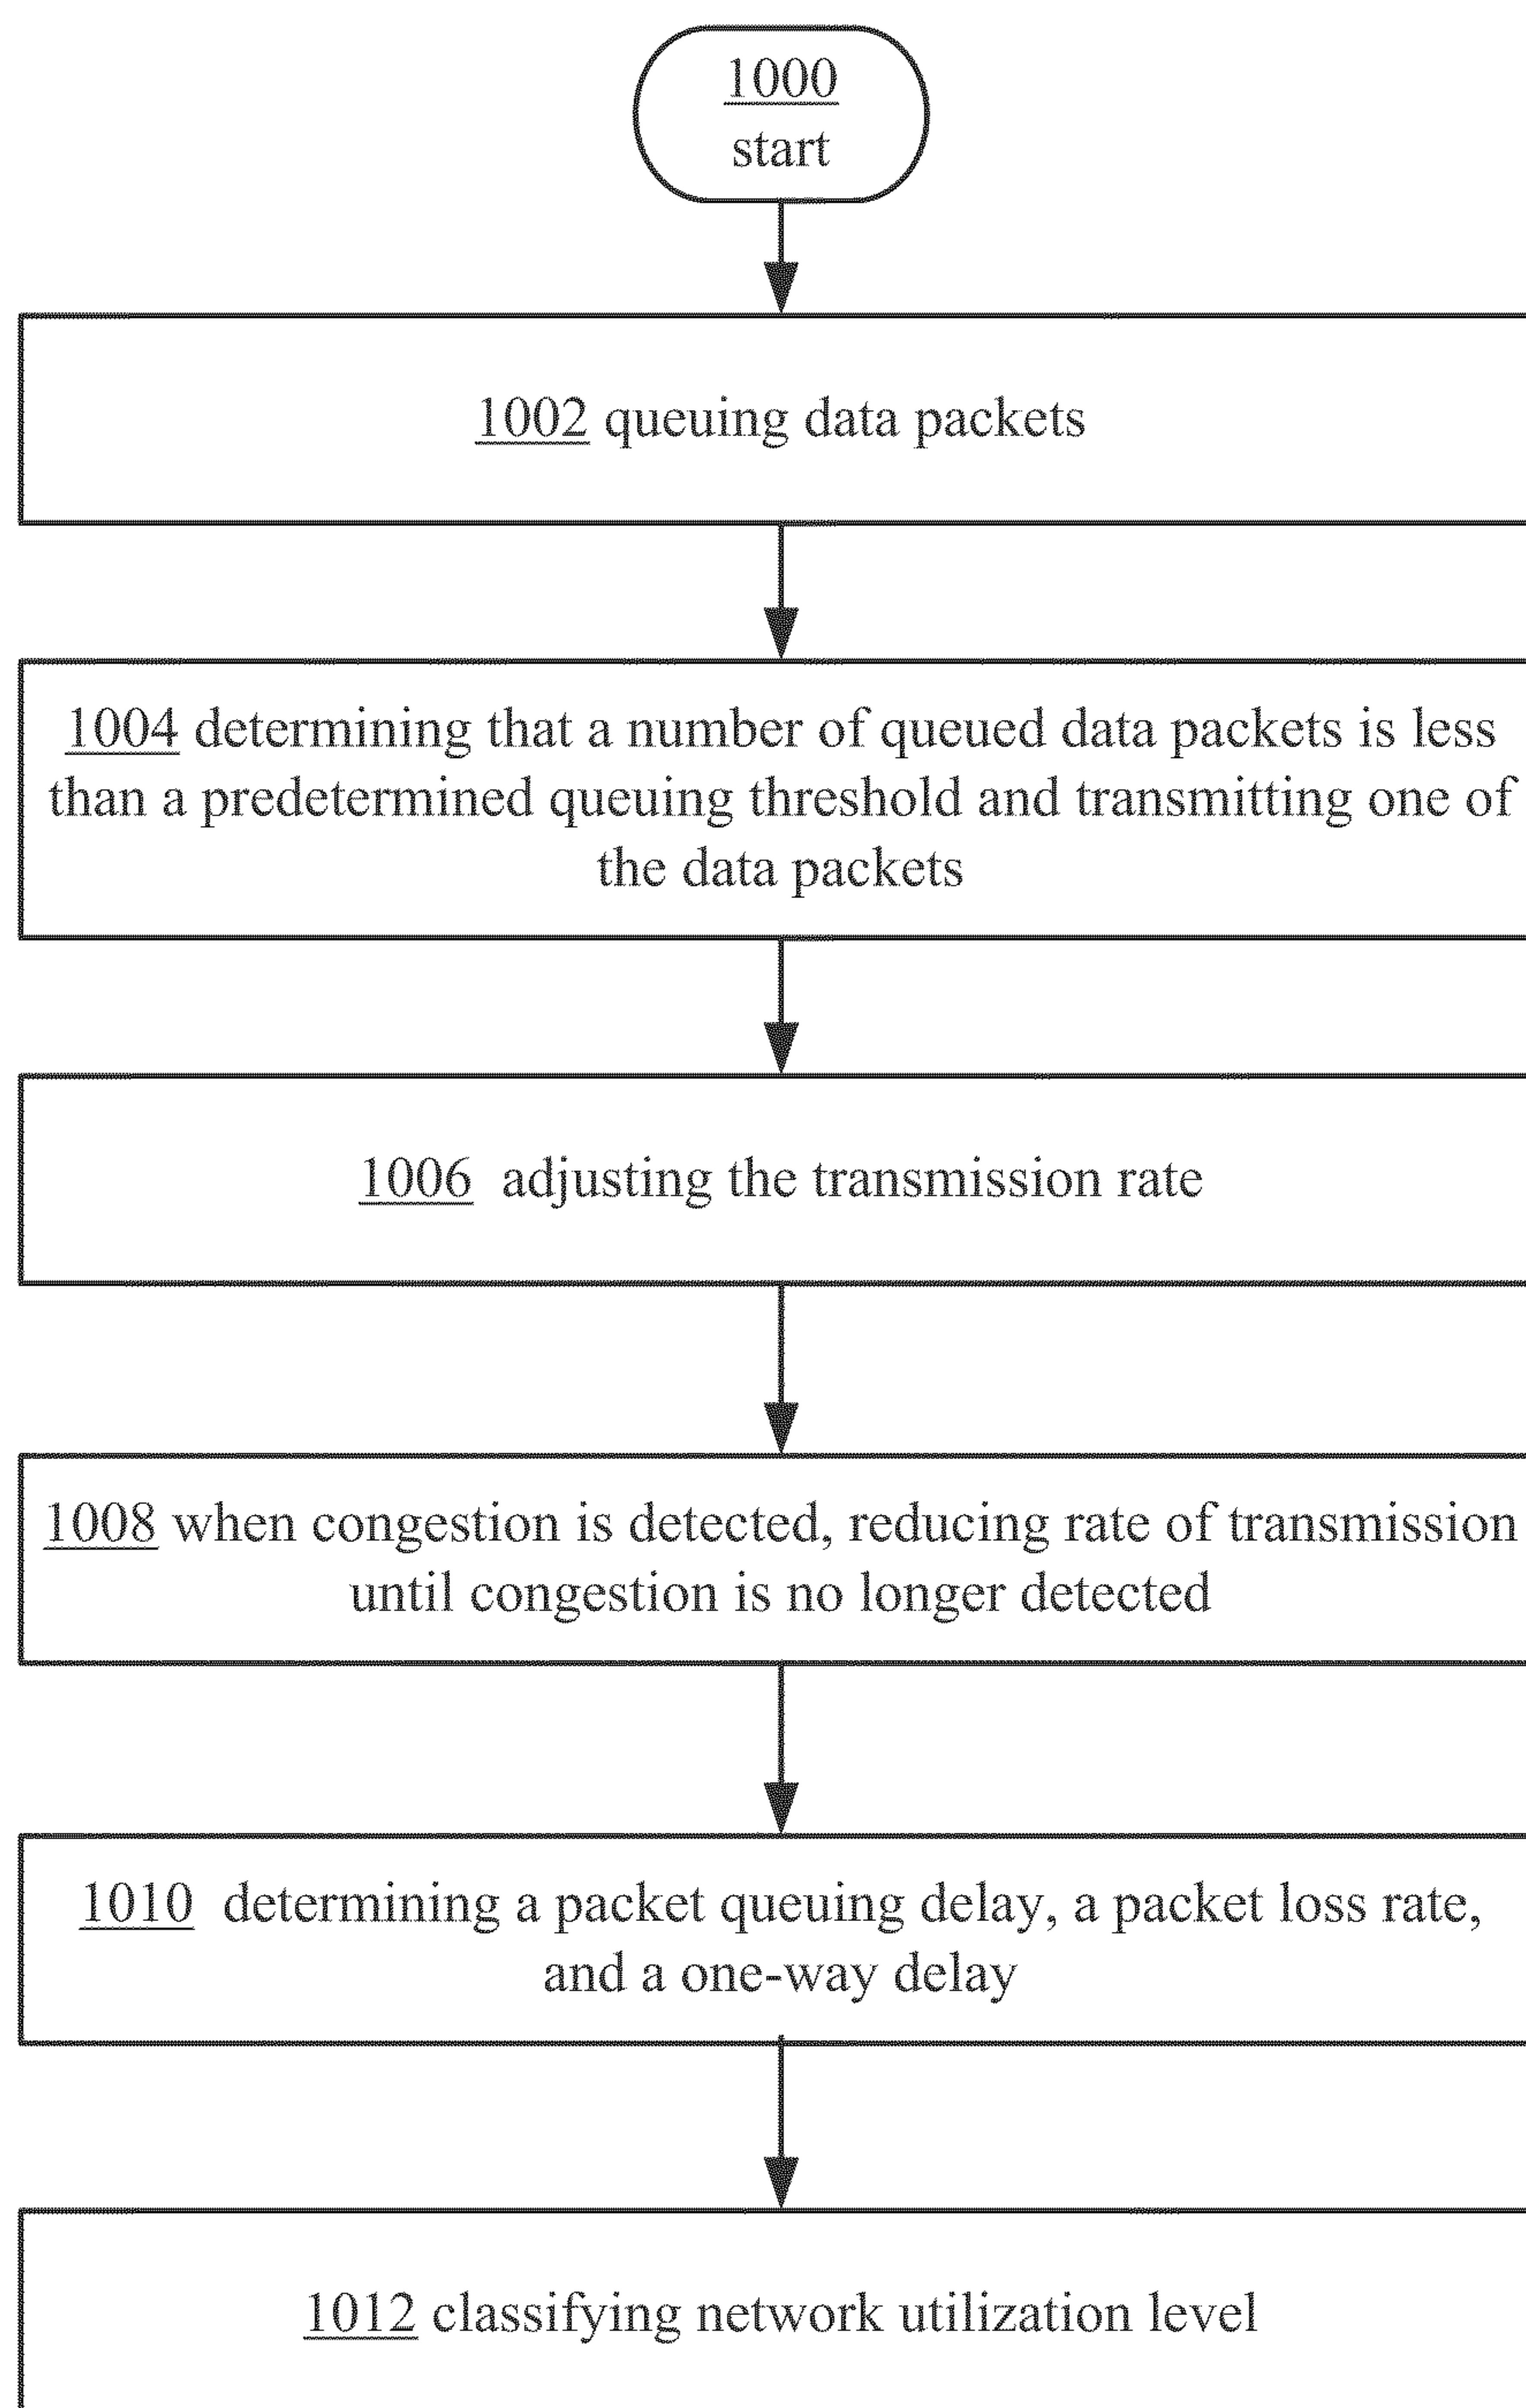 1000
start
1002 queuing data packets
1004 determining that a number of queued data packets is less
than a predetermined queuing threshold and transmitting one of
the data packets
1006 adjusting the transmission rate
1008 when congestion is detected, reducing rate of transmission
until congestion is no longer detected
1010 determining a packet queuing delay, a packet loss rate,
and a one-way delay
1012 classifying network utilization level